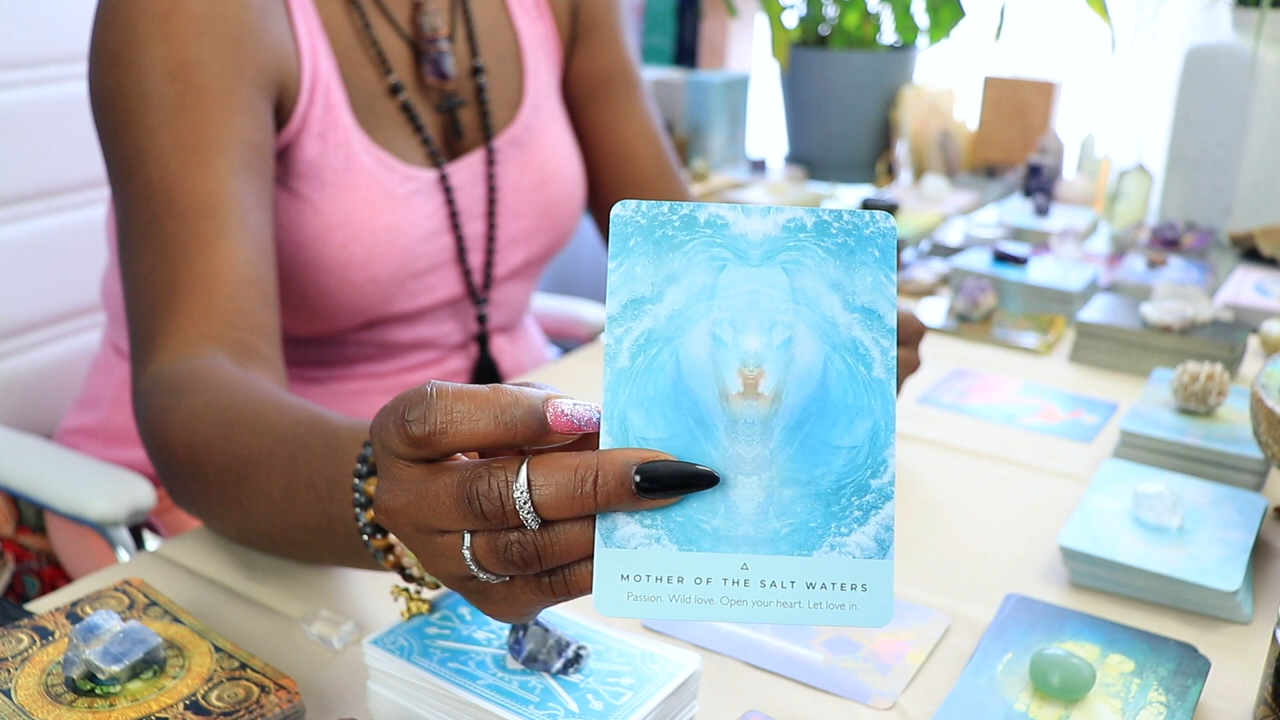 MOTHER OF THE SALT WATERS
Passion. Wild love. Open your heart. Let love in.